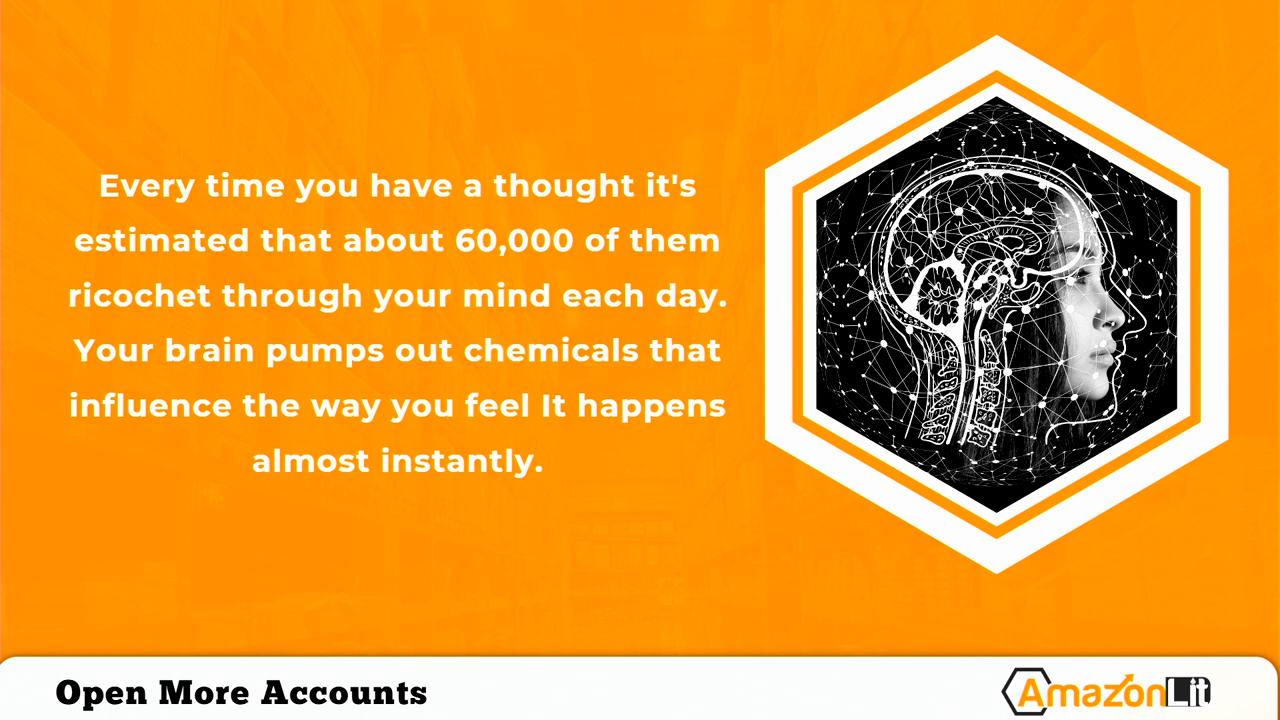 Every time you have a thought it's
estimated that about 60,000 of them
ricochet through your mind each day.
Your brain pumps out chemicals that
influence the way you feel It happens
almost instantly.
Open More Accounts
AmazonLit